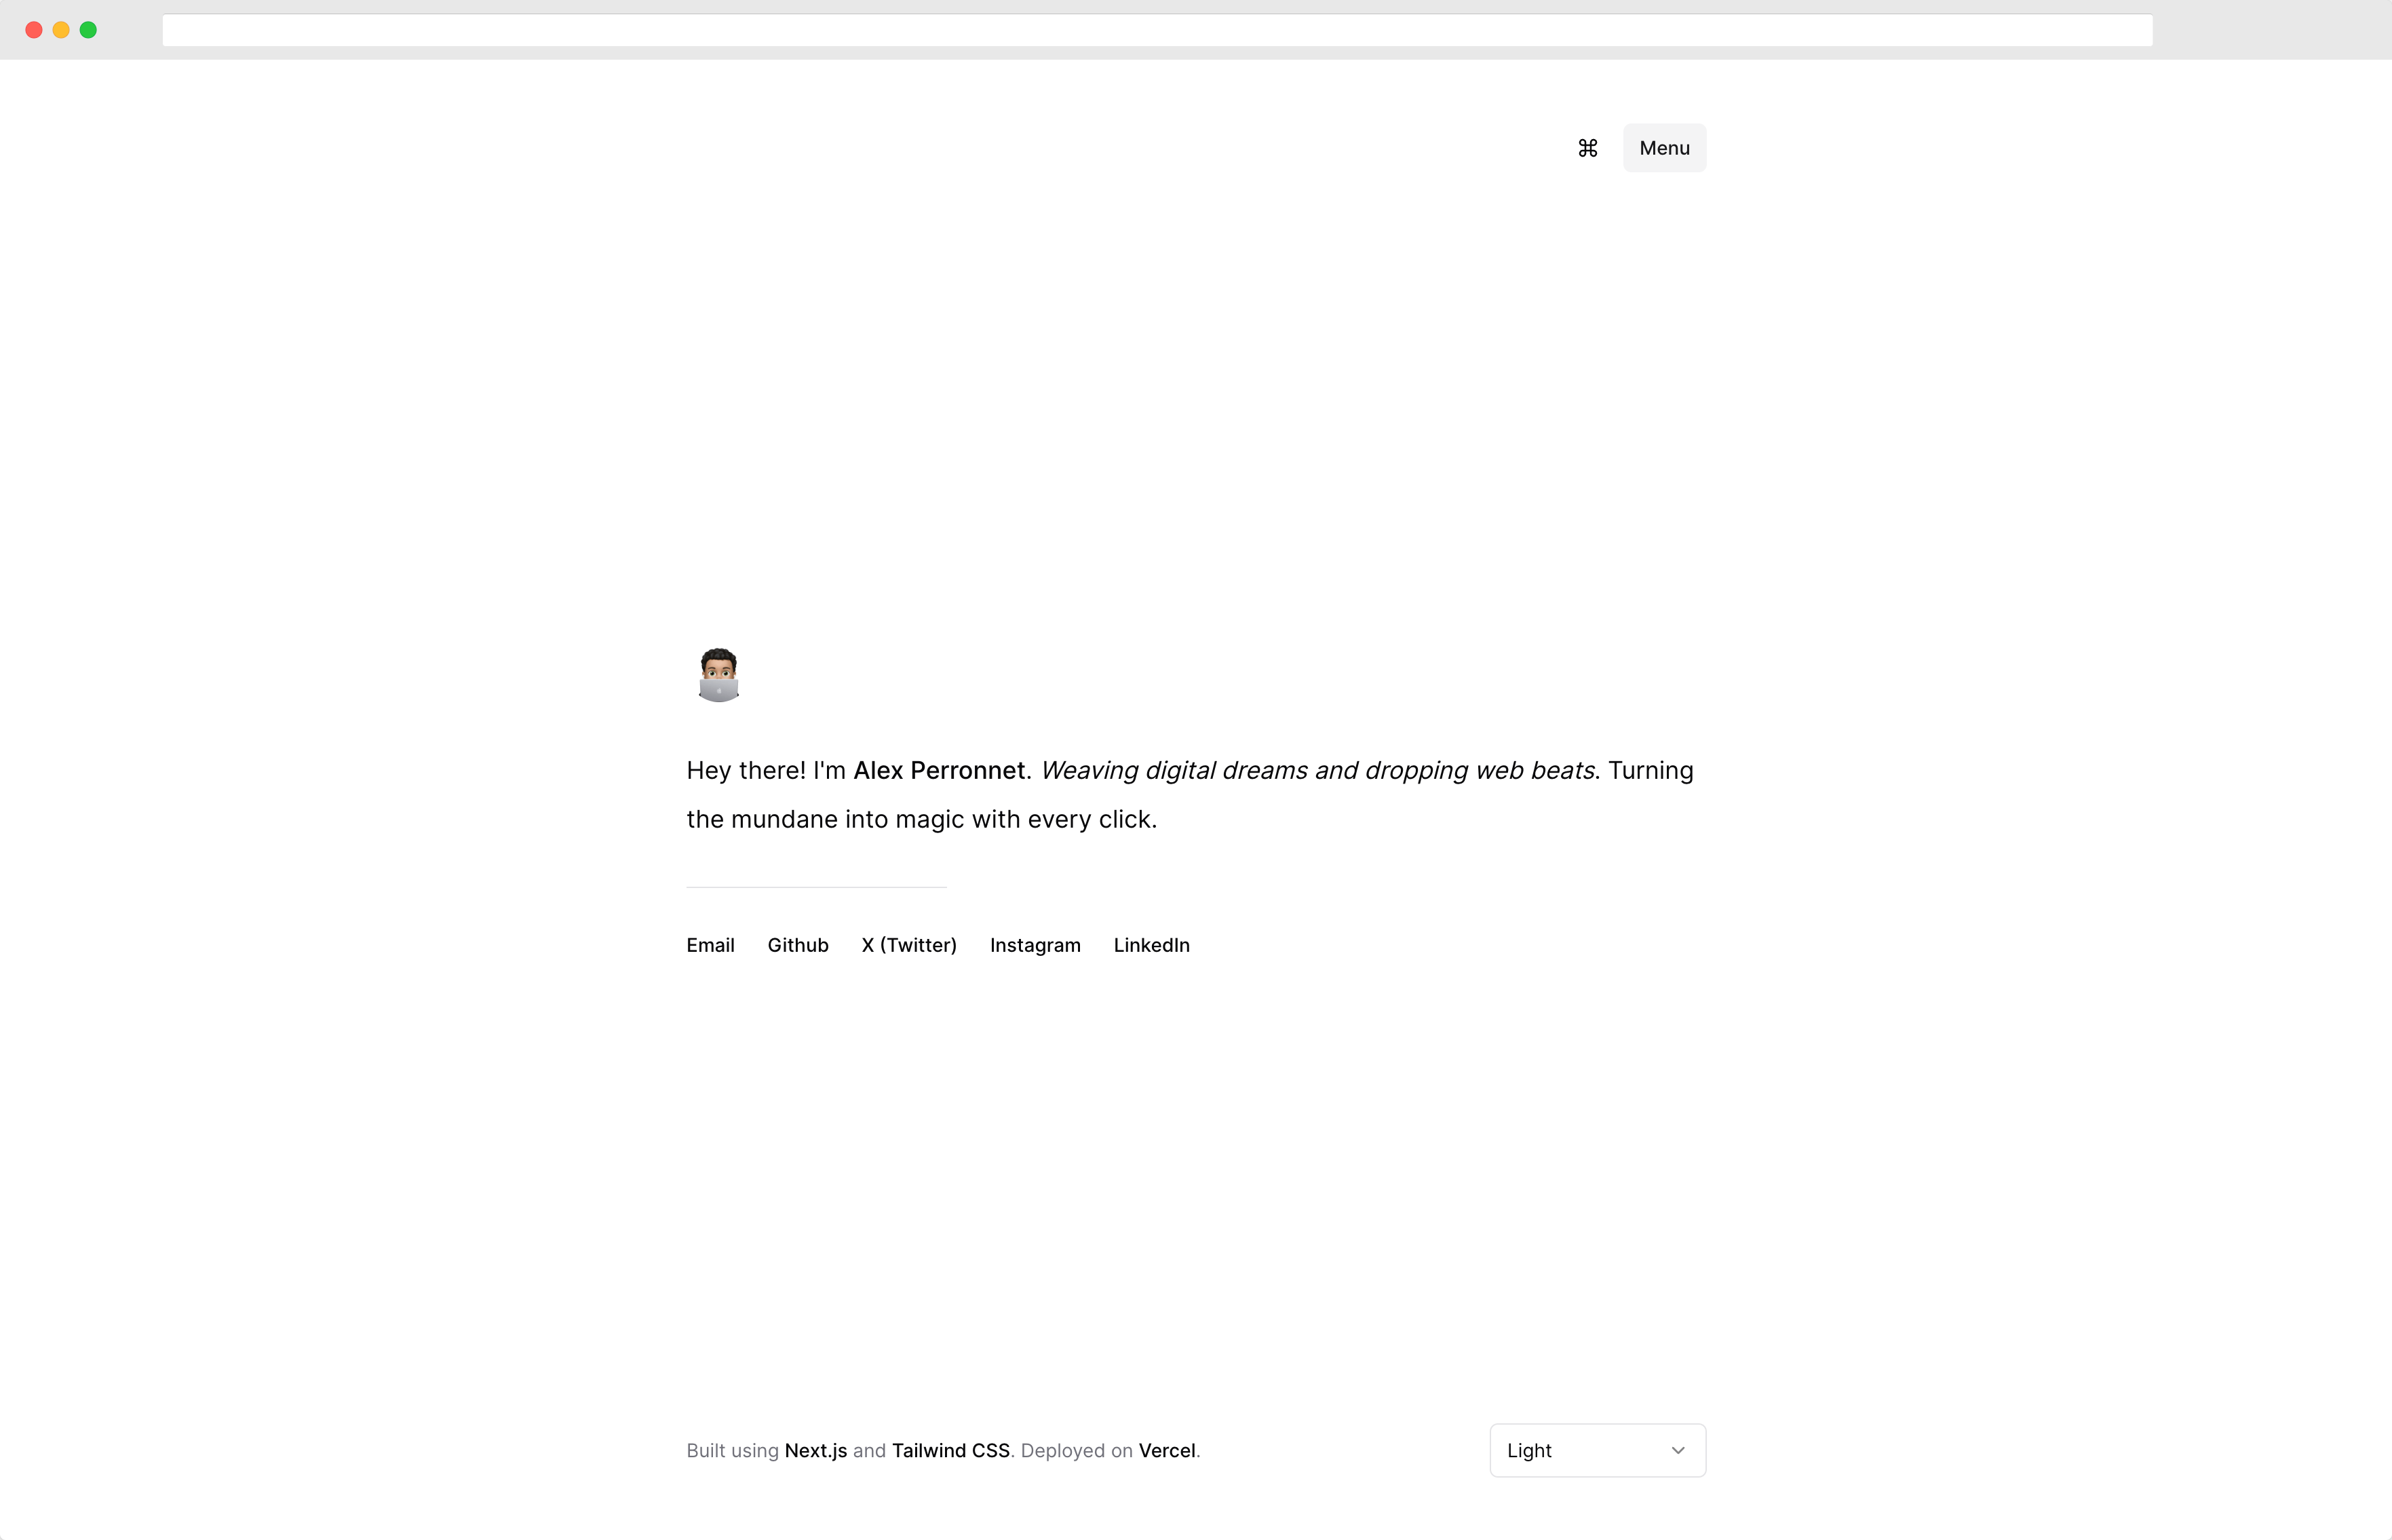 ⌘ Menu
Hey there! I'm Alex Perronnet. Weaving digital dreams and dropping web beats. Turning
the mundane into magic with every click.
Email Github X (Twitter) Instagram LinkedIn
Built using Next.js and Tailwind CSS. Deployed on Vercel. Light